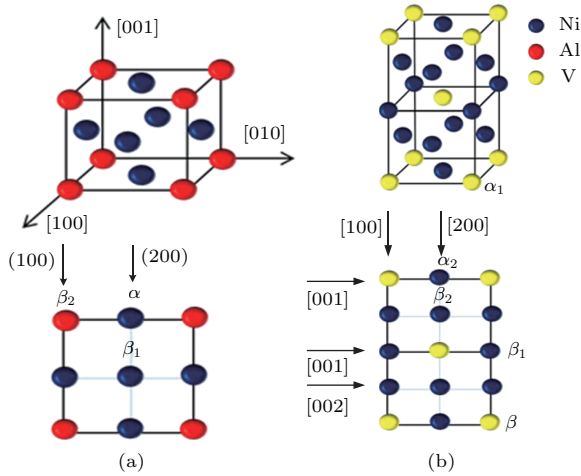 [001]
[010]
[100]
(100)
(200)
β₂
α
β₁
(a)
Ni
Al
V
α₁
[100]
[200]
α₂
β₂
[001]
[001]
β₁
[002]
β
(b)